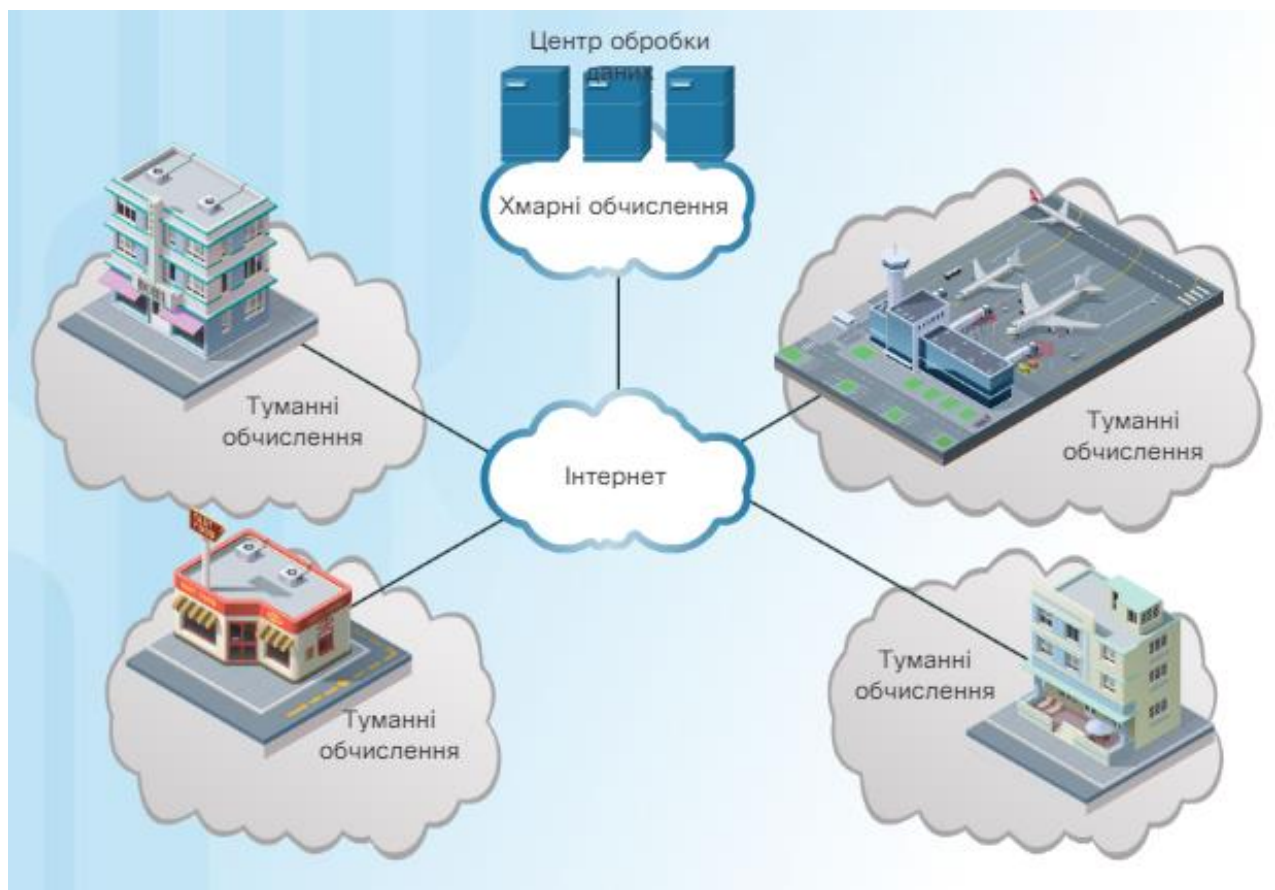 Центр обробки
даних
Хмарні обчислення
Туманні
обчислення
Туманні
обчислення
Інтернет
Туманні
обчислення
Туманні
обчислення